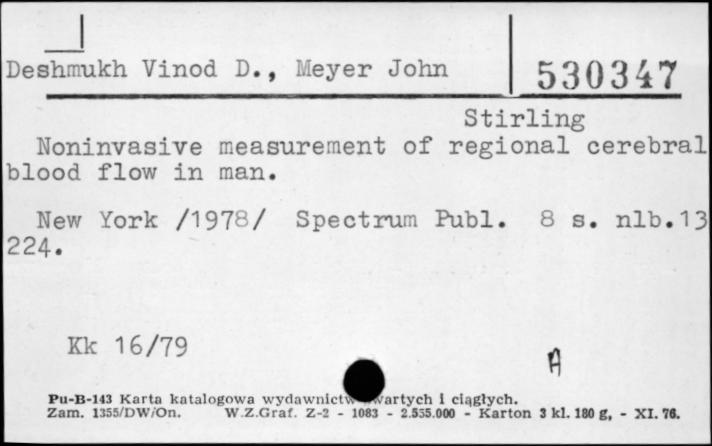 Deshmukh Vinod D., Meyer John
530347
Stirling
Noninvasive measurement of regional cerebral
blood flow in man.
New York /1978/ Spectrum Publ. 8 s. nlb.13
224.
Kk 16/79
A
Pu-B-143 Karta katalogowa wydawnictw zwartych i ciągłych.
Zam. 1355/DW/On. W.Z.Graf. Z-2 - 1083 - 2.555.000 - Karton 3 kl. 180 g, - XI. 76.